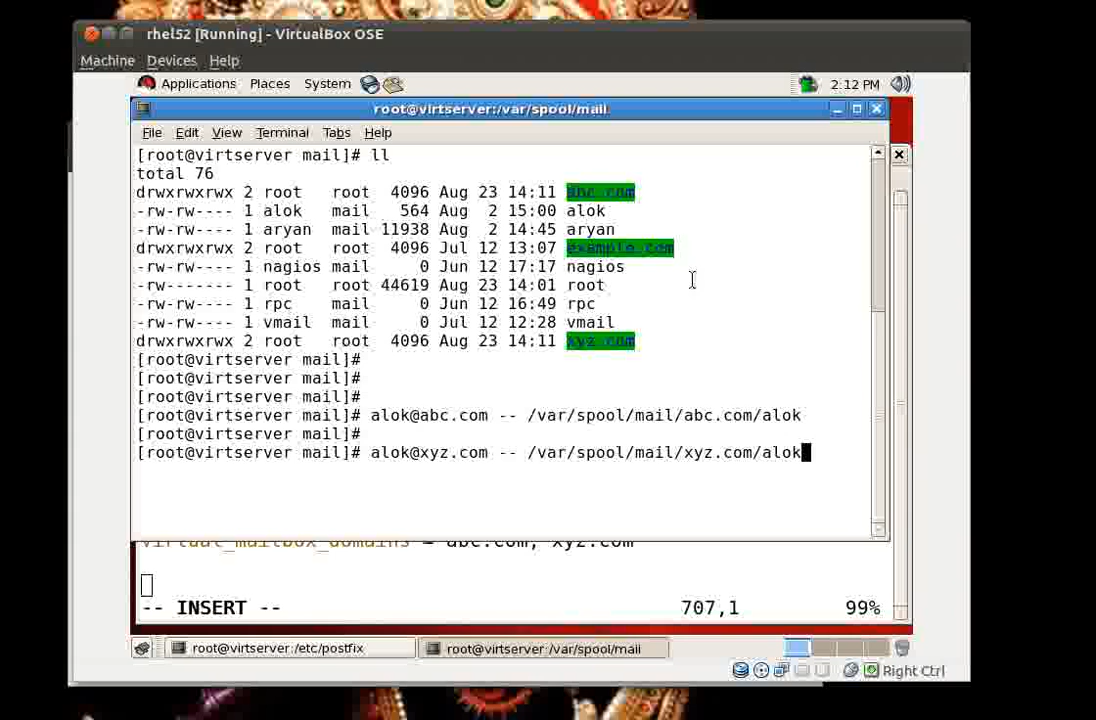 rhel52 [Running] - VirtualBox OSE
Machine Devices Help
Applications Places System 2:12 PM
root@virtserver:/var/spool/mail
File Edit View Terminal Tabs Help
[root@virtserver mail]# ll
total 76
drwxrwxrwx 2 root root 4096 Aug 23 14:11 abc.com
-rw-rw---- 1 alok mail 564 Aug 2 15:00 alok
-rw-rw---- 1 aryan mail 11938 Aug 2 14:45 aryan
drwxrwxrwx 2 root root 4096 Jul 12 13:07 example.com
-rw-rw---- 1 nagios mail 0 Jun 12 17:17 nagios
-rw------- 1 root root 44619 Aug 23 14:01 root
-rw-rw---- 1 rpc mail 0 Jun 12 16:49 rpc
-rw-rw---- 1 vmail mail 0 Jul 12 12:28 vmail
drwxrwxrwx 2 root root 4096 Aug 23 14:11 xyz.com
[root@virtserver mail]#
[root@virtserver mail]#
[root@virtserver mail]#
[root@virtserver mail]# alok@abc.com -- /var/spool/mail/abc.com/alok
[root@virtserver mail]#
[root@virtserver mail]# alok@xyz.com -- /var/spool/mail/xyz.com/alok
virtual_mailbox_domains = abc.com, xyz.com
-- INSERT -- 707,1 99%
root@virtserver:/etc/postfix root@virtserver:/var/spool/mail
Right Ctrl